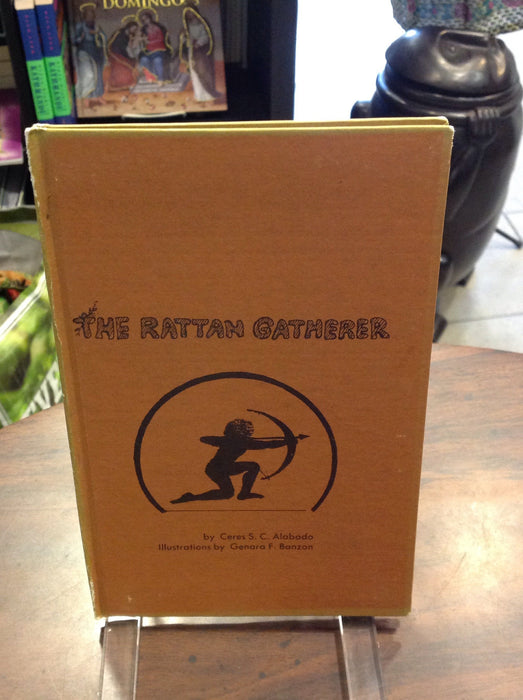 DOMINGO
THE RATTAN GATHERER
by Ceres S. C. Alabado
Illustrations by Genara F. Banzon